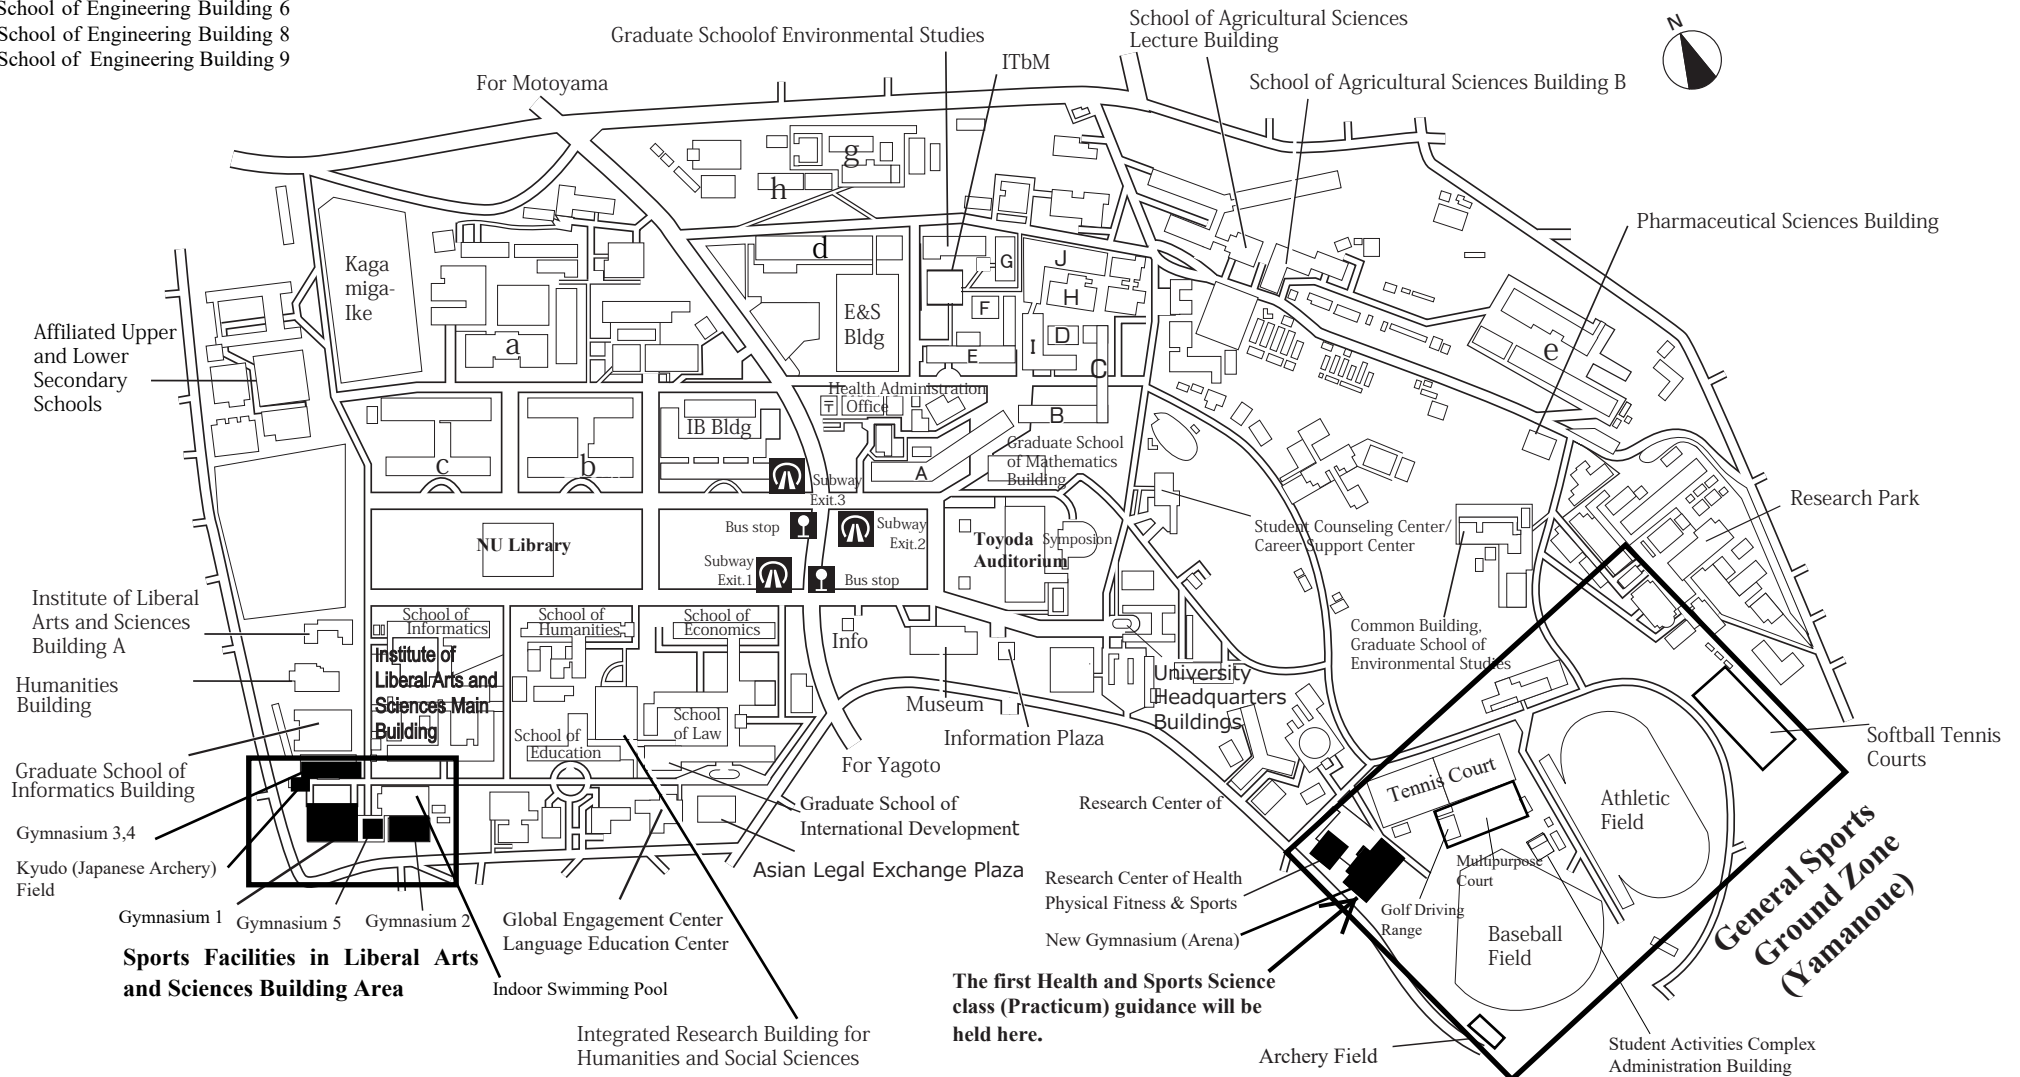 School of Engineering Building 6
School of Engineering Building 8
School of Engineering Building 9
For Motoyama
Graduate Schoolof Environmental Studies
ITbM
School of Agricultural Sciences
Lecture Building
School of Agricultural Sciences Building B
N
Pharmaceutical Sciences Building
g
h
d
Kaga
miga-
Ike
a
E&S
Bldg
G
J
H
F
D
I
E
C
B
e
Affiliated Upper
and Lower
Secondary
Schools
Health Administration
Office
〒
IB Bldg
c
b
A
Graduate School
of Mathematics
Building
Subway
Exit.3
Bus stop
Subway
Exit.2
Subway
Exit.1
Bus stop
NU Library
Toyoda
Auditorium
Symposion
Student Counseling Center/
Career Support Center
Research Park
Institute of Liberal
Arts and Sciences
Building A
School of
Informatics
School of
Humanities
School of
Economics
Info
Common Building,
Graduate School of
Environmental Studies
Institute of
Liberal Arts and
Sciences Main
Building
Humanities
Building
University
Headquarters
Buildings
Museum
Information Plaza
School
of Law
School of
Education
For Yagoto
Softball Tennis
Courts
Graduate School of
Informatics Building
Tennis Court
Athletic
Field
Graduate School of
International Development
Research Center of
Gymnasium 3,4
Kyudo (Japanese Archery)
Field
Asian Legal Exchange Plaza
Multipurpose
Court
Research Center of Health
Physical Fitness & Sports
General Sports
Ground Zone
(Yamanoue)
Gymnasium 1
Gymnasium 5
Gymnasium 2
Global Engagement Center
Language Education Center
Golf Driving
Range
New Gymnasium (Arena)
Baseball
Field
Sports Facilities in Liberal Arts
and Sciences Building Area
Indoor Swimming Pool
The first Health and Sports Science
class (Practicum) guidance will be
held here.
Integrated Research Building for
Humanities and Social Sciences
Archery Field
Student Activities Complex
Administration Building